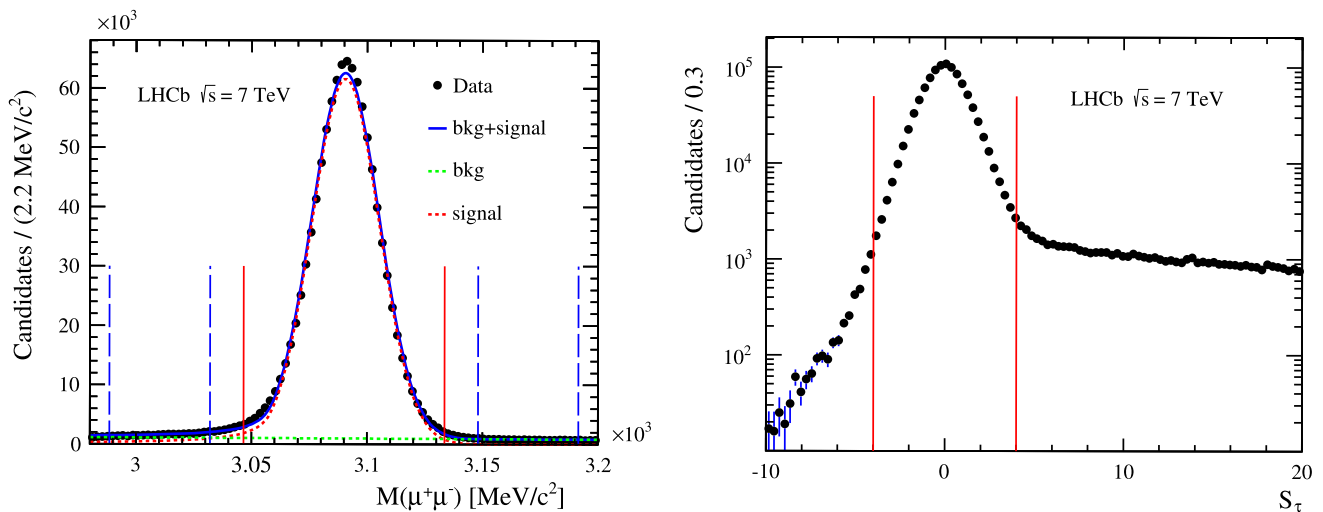 ×10³
Candidates / (2.2 MeV/c²)
60
50
40
30
20
10
0
LHCb √s = 7 TeV
Data
bkg+signal
bkg
signal
3
3.05
3.1
3.15
3.2
×10³
M(μ⁺μ⁻) [MeV/c²]
Candidates / 0.3
10⁵
10⁴
10³
10²
LHCb √s = 7 TeV
-10
0
10
20
S_τ